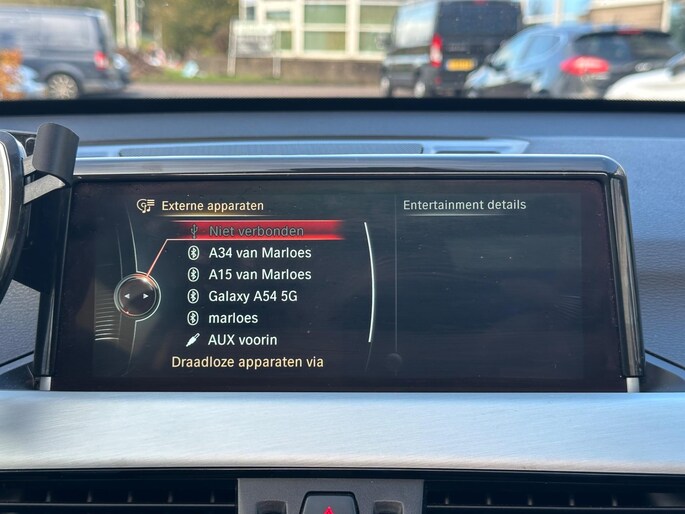 Externe apparaten
Entertainment details
Niet verbonden
A34 van Marloes
A15 van Marloes
Galaxy A54 5G
marloes
AUX voorin
Draadloze apparaten via